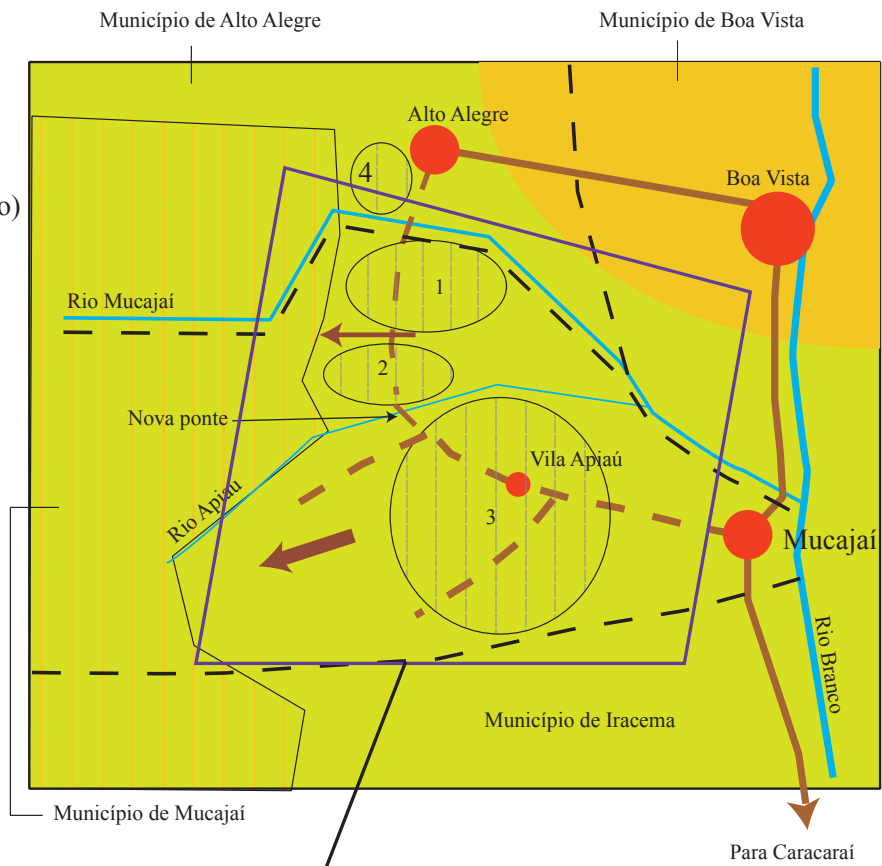 Município de Alto Alegre
Município de Boa Vista
Alto Alegre
4
Boa Vista
o)
1
Rio Mucajaí
2
Nova ponte
Vila Apiaú
Rio Apiau
3
Mucajaí
Rio Branco
Município de Iracema
Município de Mucajaí
Para Caracaraí